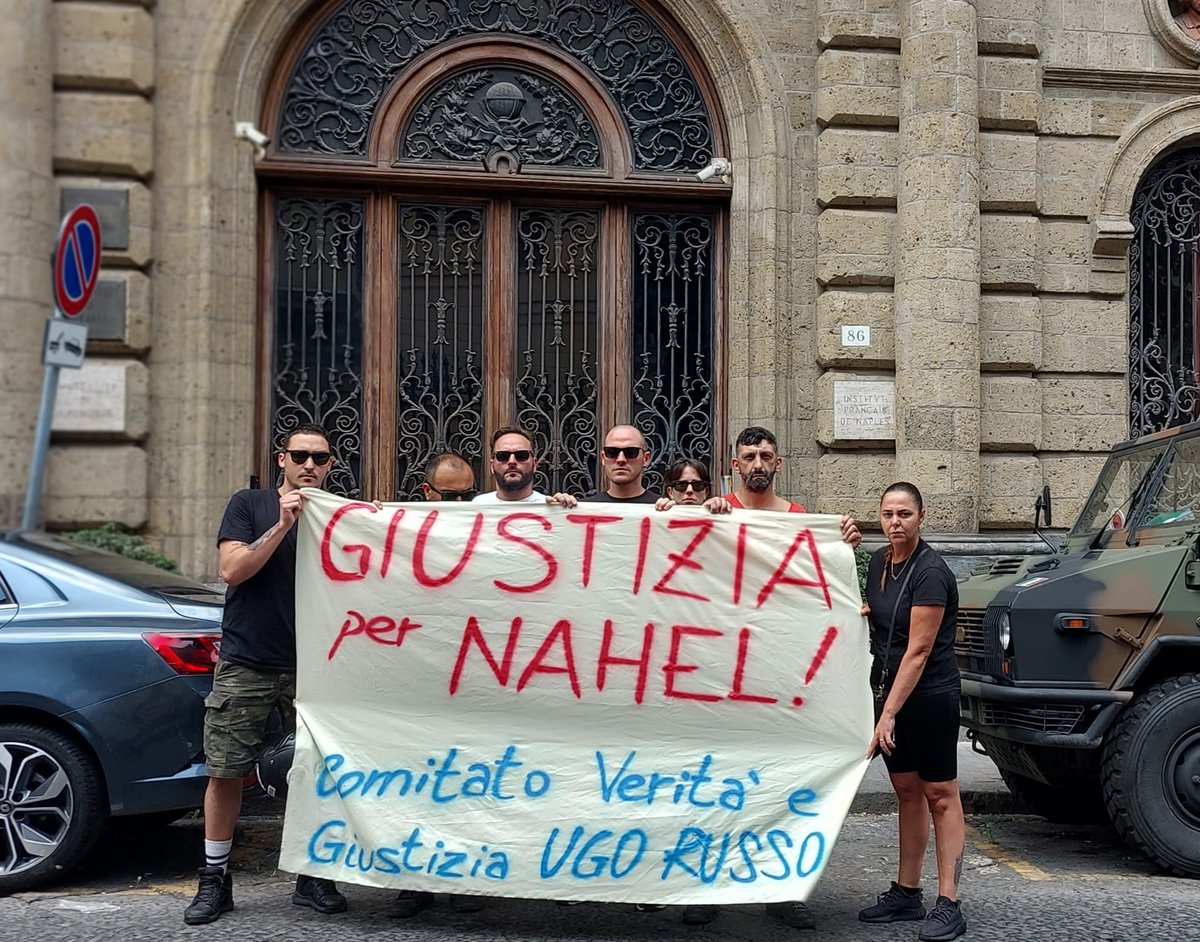 86
INSTITUT
FRANÇAIS
DE NAPLES
GIUSTIZIA
per NAHEL!
Comitato Verita' e
Giustizia UGO RUSSO